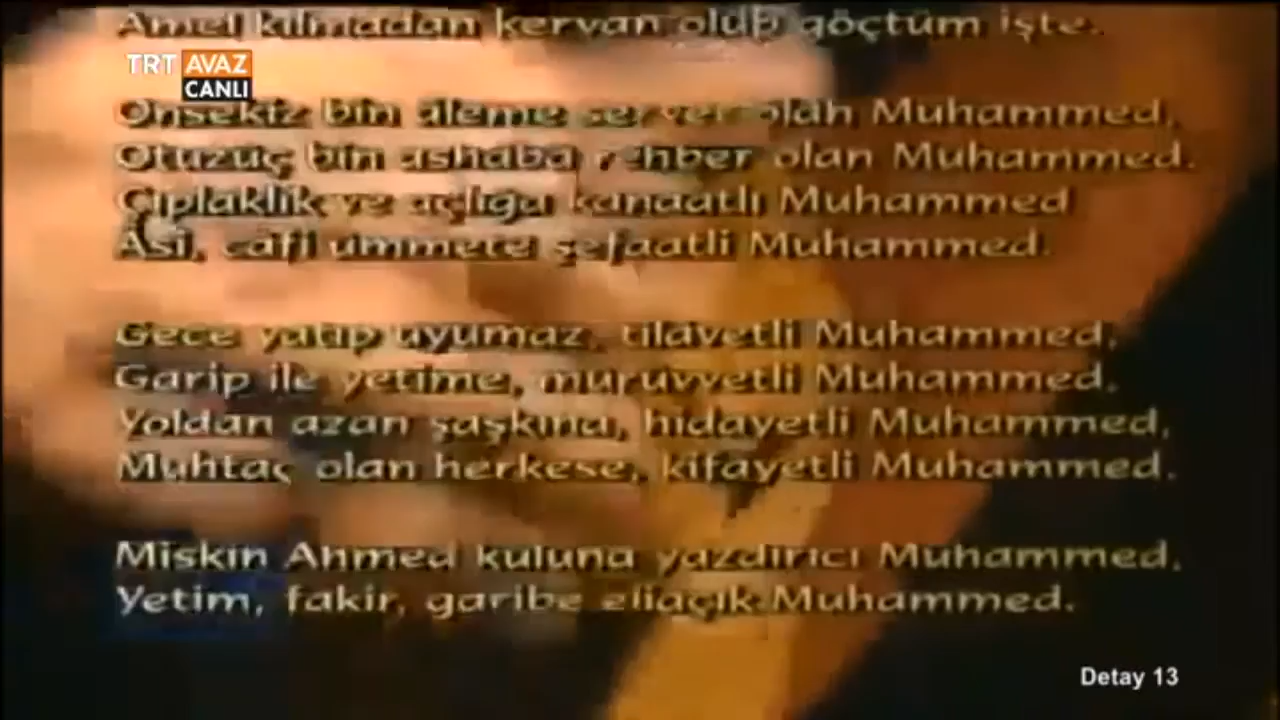 Amel kılmadan kervan olup göçtüm işte.
TRT AVAZ
CANLI
Onsekiz bin âleme server olan Muhammed,
Otuzüç bin ashaba rehber olan Muhammed.
Çıplaklık ve açlığa kanaatlı Muhammed
Âsi, câfi ümmete şefaatli Muhammed.
Gece yatıp uyumaz, tilâvetli Muhammed,
Garip ile yetime, mürüvvetli Muhammed,
Yoldan azan şaşkına, hidayetli Muhammed,
Muhtaç olan herkese, kifayetli Muhammed.
Miskin Ahmed kuluna yazdırıcı Muhammed,
Yetim, fakir, garibe eliaçık Muhammed.
Detay 13